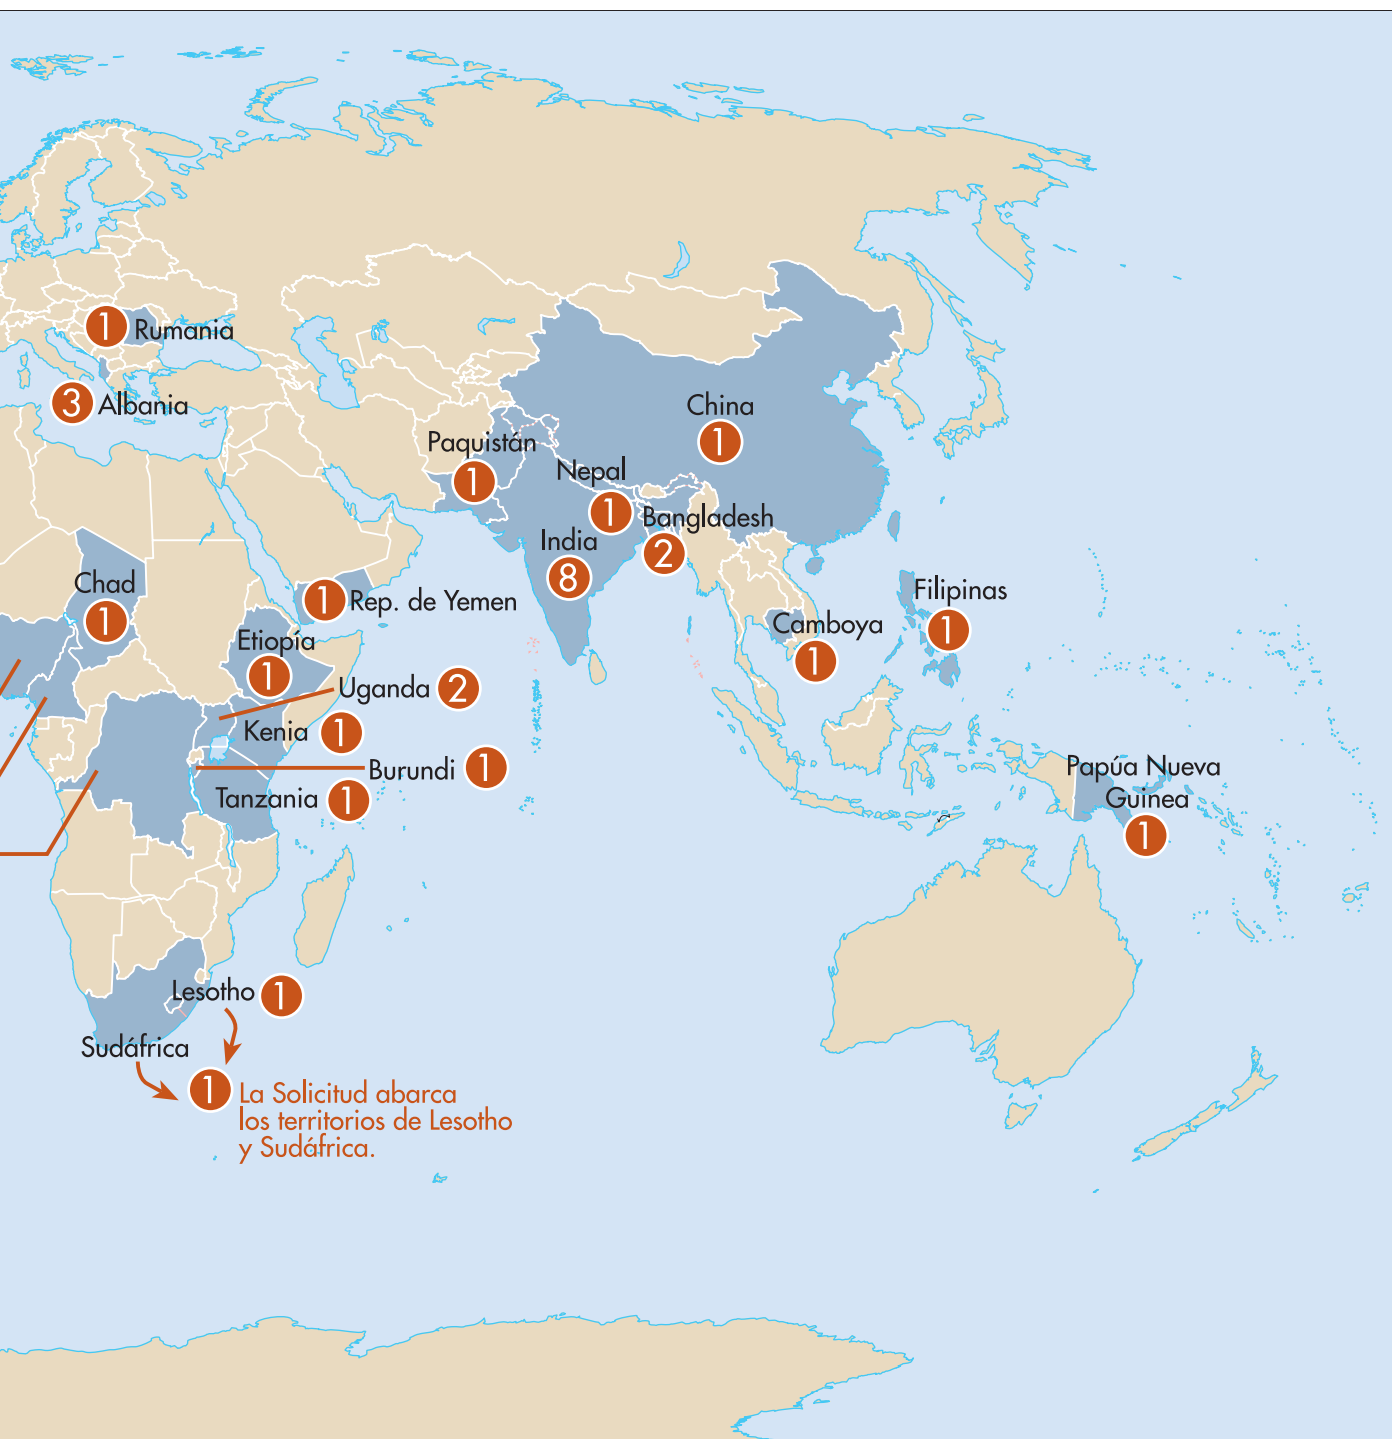 1 Rumania
3 Albania
China
1
Paquistán
1
Nepal
1
Bangladesh
2
India
8
Chad
1
1 Rep. de Yemen
Filipinas
1
Camboya
1
Etiopía
1
Uganda 2
Kenia 1
Burundi 1
Tanzania 1
Papúa Nueva
Guinea
1
Lesotho 1
Sudáfrica
1 La Solicitud abarca
los territorios de Lesotho
y Sudáfrica.